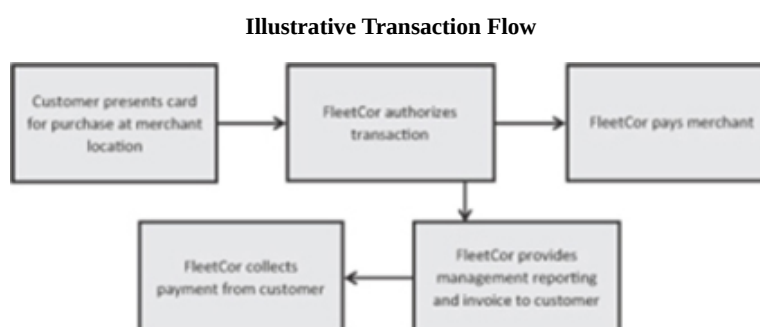 Illustrative Transaction Flow
Customer presents card
for purchase at merchant
location
FleetCor authorizes
transaction
FleetCor pays merchant
FleetCor collects
payment from customer
FleetCor provides
management reporting
and invoice to customer